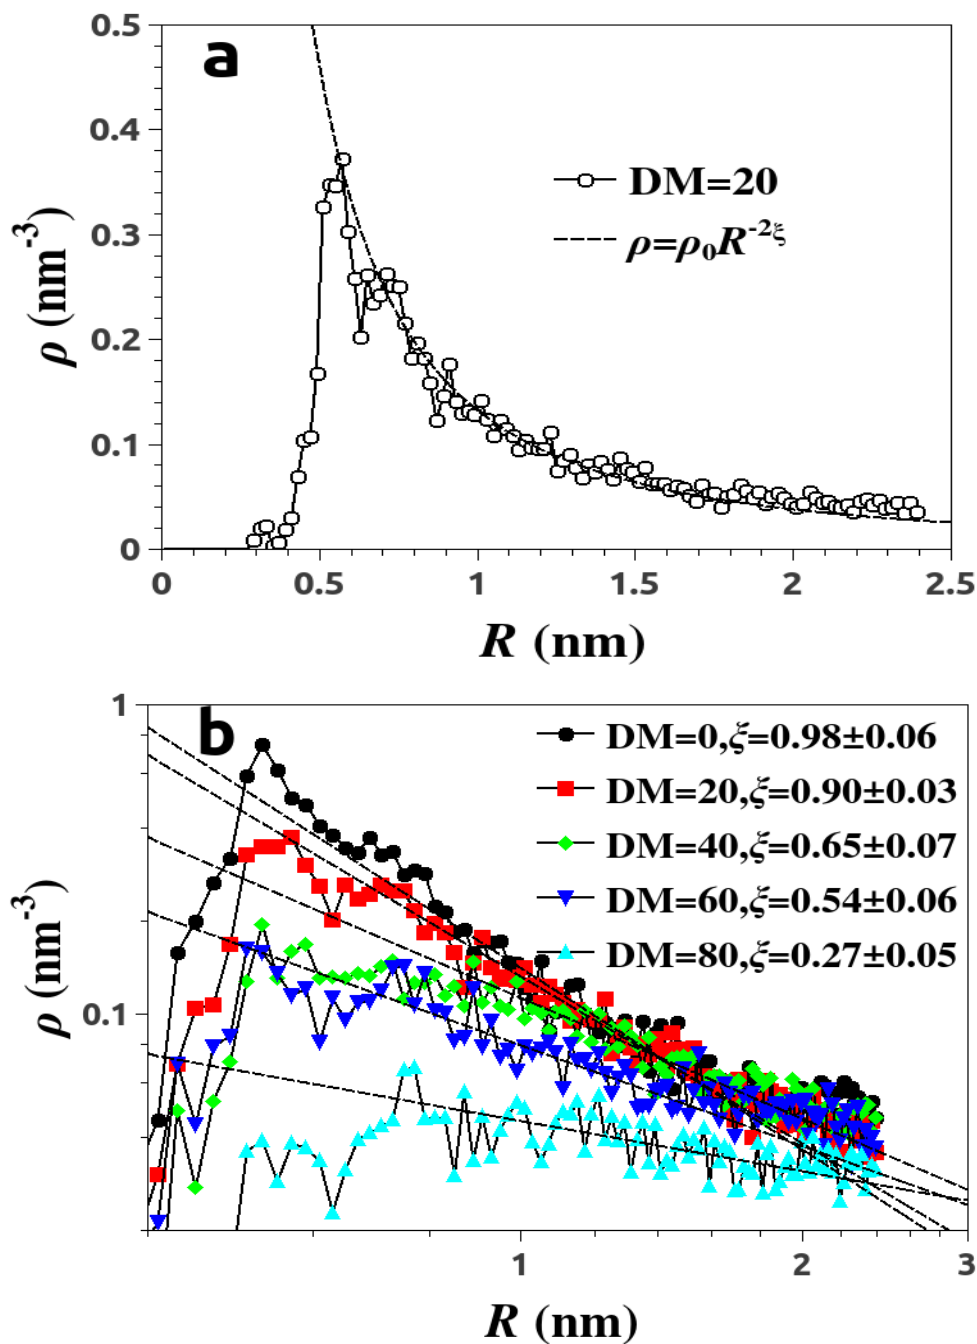 a
0.5
0.4
0.3
0.2
0.1
0
ρ (nm⁻³)
DM=20
ρ=ρ₀R⁻²ξ
0 0.5 1 1.5 2 2.5
R (nm)
b
1
0.1
ρ (nm⁻³)
DM=0,ξ=0.98±0.06
DM=20,ξ=0.90±0.03
DM=40,ξ=0.65±0.07
DM=60,ξ=0.54±0.06
DM=80,ξ=0.27±0.05
1 2 3
R (nm)